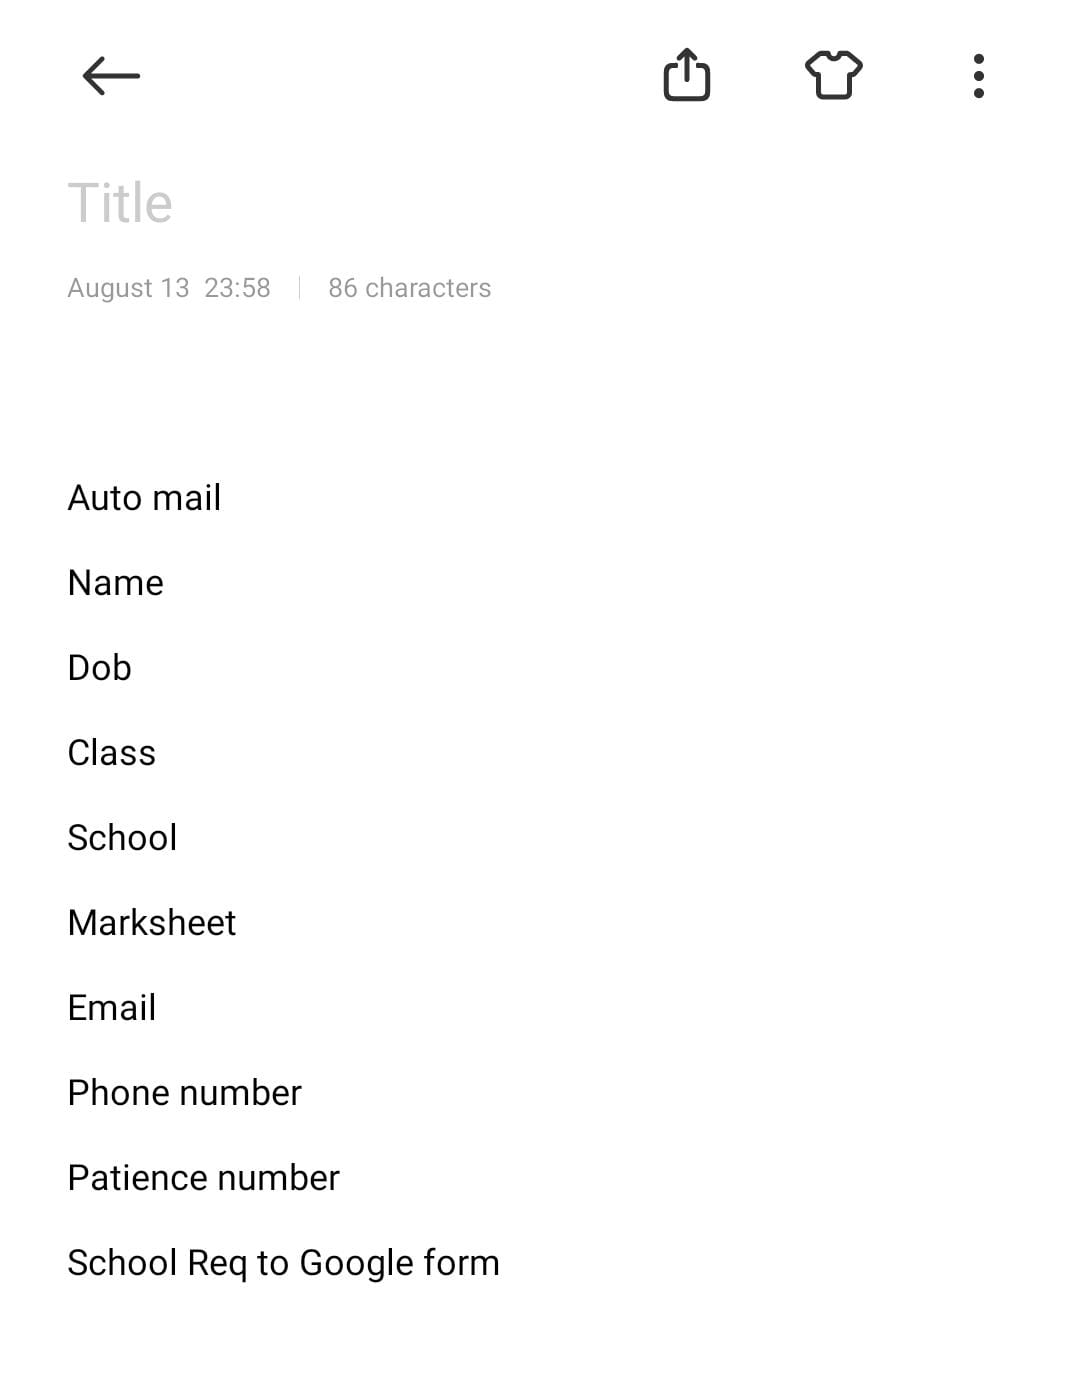 Title
August 13 23:58 | 86 characters
Auto mail
Name
Dob
Class
School
Marksheet
Email
Phone number
Patience number
School Req to Google form